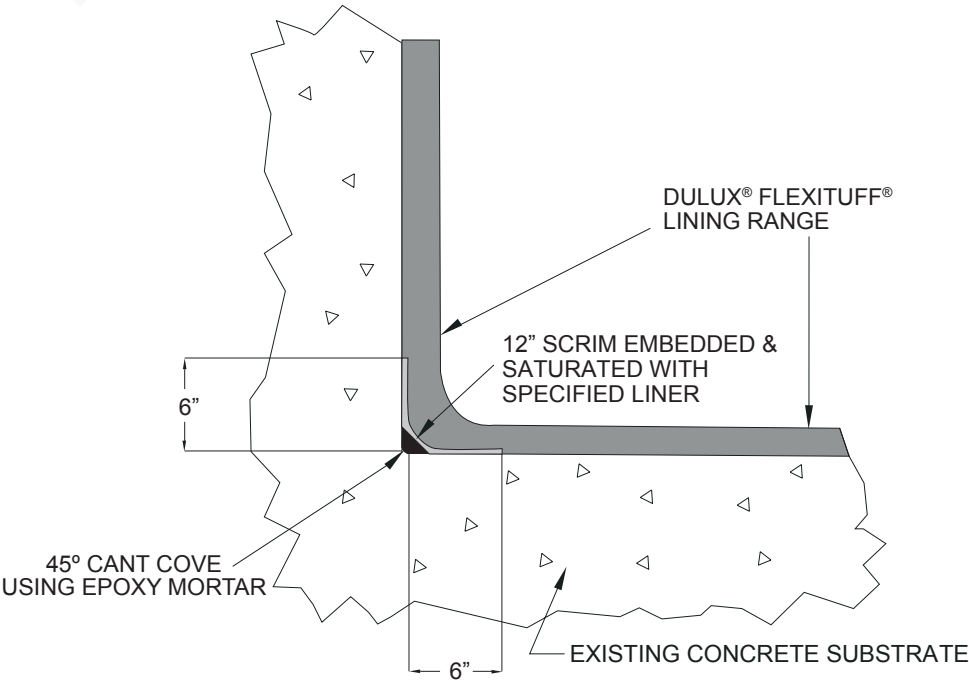 DULUX® FLEXITUFF®
LINING RANGE
12” SCRIM EMBEDDED &
SATURATED WITH
SPECIFIED LINER
6”
45º CANT COVE
USING EPOXY MORTAR
EXISTING CONCRETE SUBSTRATE
6”